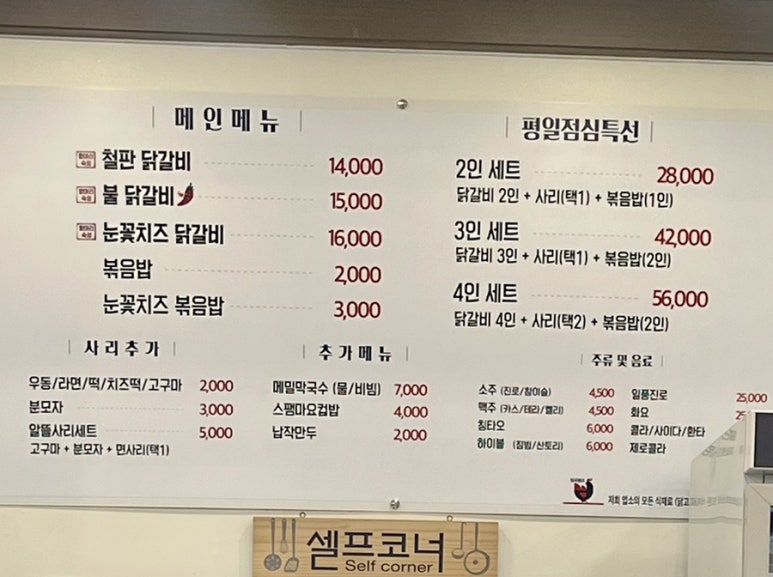 메인메뉴
철판 닭갈비 14,000
불 닭갈비 15,000
눈꽃치즈 닭갈비 16,000
볶음밥 2,000
눈꽃치즈 볶음밥 3,000
사리추가
우동/라면/떡/치즈떡/고구마 2,000
분모자 3,000
알뜰사리세트 5,000
고구마 + 분모자 + 면사리(택1)
추가메뉴
메밀막국수 (물/비빔) 7,000
스팸마요컵밥 4,000
납작만두 2,000
평일점심특선
2인 세트 28,000
닭갈비 2인 + 사리(택1) + 볶음밥(1인)
3인 세트 42,000
닭갈비 3인 + 사리(택1) + 볶음밥(2인)
4인 세트 56,000
닭갈비 4인 + 사리(택2) + 볶음밥(2인)
주류 및 음료
소주 (진로/참이슬) 4,500
맥주 (카스/테라/켈리) 4,500
칭타오 6,000
하이볼 (짐빔/산토리) 6,000
일품진로 25,000
화요
콜라/사이다/환타
제로콜라
저희 업소의 모든 식재료
셀프코너
Self corner